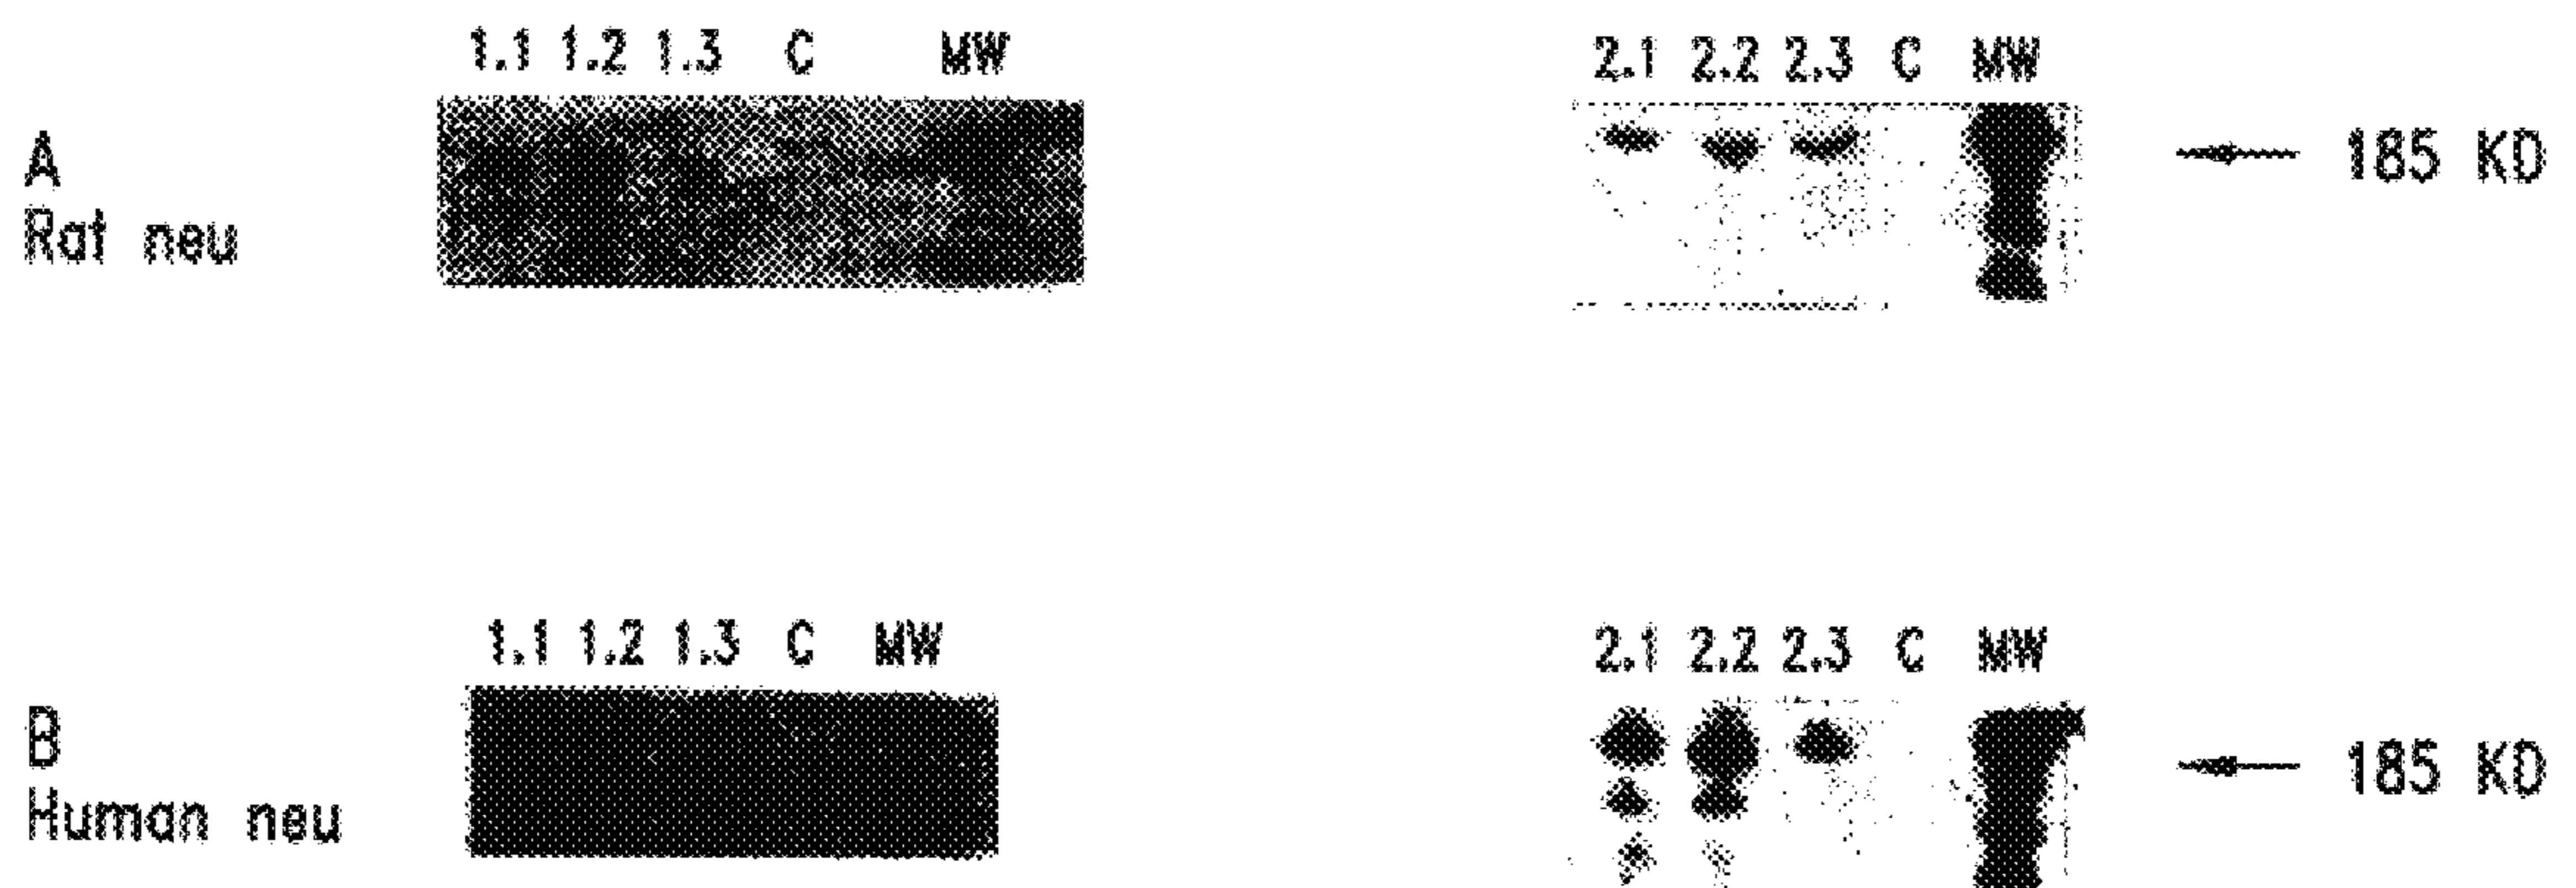 1.1 1.2 1.3 C MW
2.1 2.2 2.3 C MW
A
Rat neu
185 KD
1.1 1.2 1.3 C MW
2.1 2.2 2.3 C MW
B
Human neu
185 KD